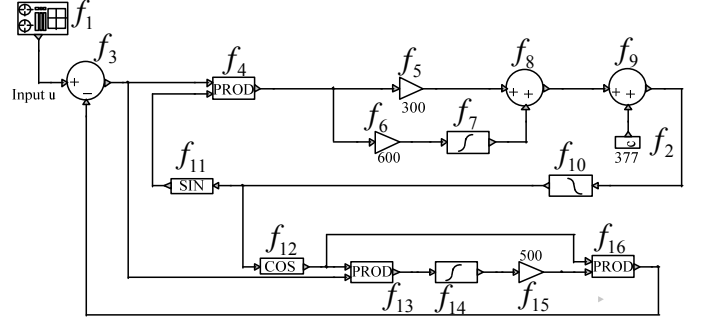 f1
f3
f4
f5
f8
f9
+
−
PROD
300
+
+
+
+
Input u
f6
f7
600
c
377
f2
f11
SIN
f10
f12
COS
500
f16
PROD
PROD
f13
f14
f15